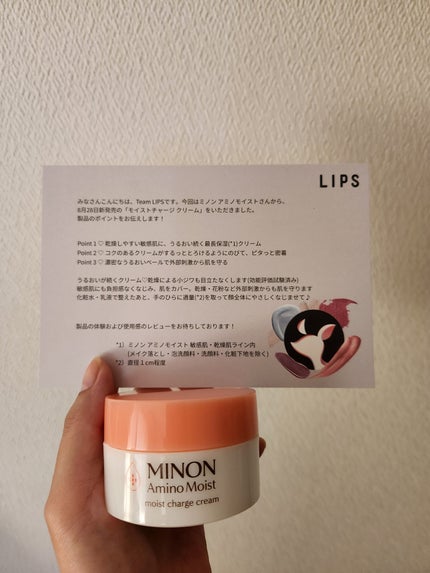 LIPS
みなさんこんにちは、Team LIPSです。今回はミノン アミノモイストさんから、
8月28日新発売の「モイストチャージ クリーム」をいただきました。
製品のポイントをお伝えします！
Point 1 ♡ 乾燥しやすい敏感肌に、うるおい続く最長保湿(*1)クリーム
Point 2 ♡ コクのあるクリームがするっととろけるようにのびて、ピタっと密着
Point 3 ♡ 濃密なうるおいベールで外部刺激から肌を守る
うるおいが続くクリーム♡乾燥による小ジワも目立たなくします(効能評価試験済み)
敏感肌にも負担感なくなじみ、肌をカバー。乾燥・花粉など外部刺激からも肌を守ります
化粧水・乳液で整えたあと、手のひらに適量(*2)を取って顔全体にやさしくなじませて♪
製品の体験および使用感のレビューをお待ちしております！
*1）ミノン アミノモイスト 敏感肌・乾燥肌ライン内
(メイク落とし・泡洗顔料・洗顔料・化粧下地を除く)
*2）直径１cm程度
MINON
Amino Moist
moist charge cream